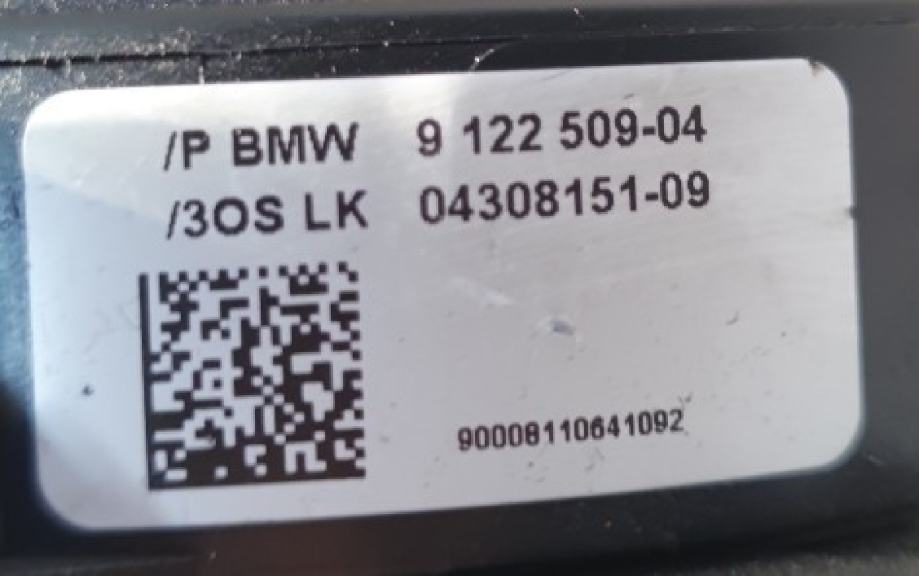 /P BMW 9 122 509-04
/3OS LK 04308151-09
90008110641092